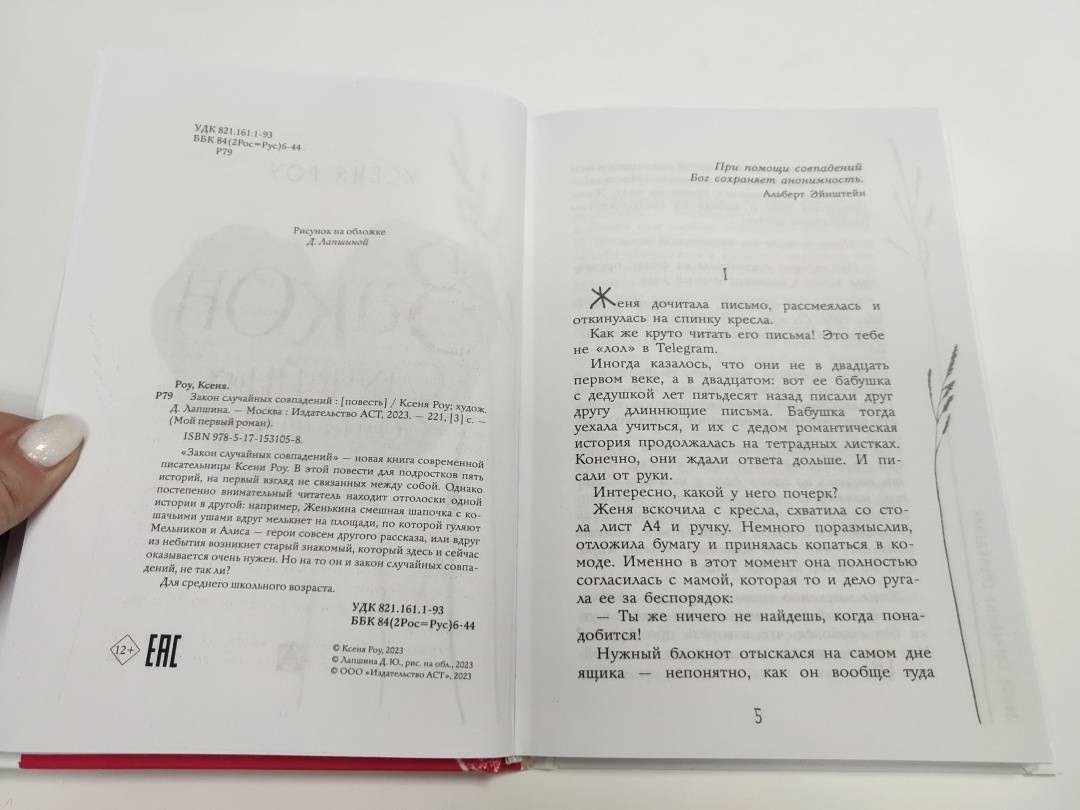 УДК 821.161.1-93
ББК 84(2Рос=Рус)6-44
Р79
Рисунок на обложке
Д. Лапшиной
Роу, Ксеня.
Р79 Закон случайных совпадений : [повесть] / Ксеня Роу; худож.
Д. Лапшина. — Москва : Издательство АСТ, 2023. — 221, [3] с. —
(Мой первый роман).
ISBN 978-5-17-153105-8.
«Закон случайных совпадений» — новая книга современной
писательницы Ксени Роу. В этой повести для подростков пять
историй, на первый взгляд не связанных между собой. Однако
постепенно внимательный читатель находит отголоски одной
истории в другой: например, Женькина смешная шапочка с ко-
шачьими ушами вдруг мелькнет на площади, по которой гуляют
Мельников и Алиса — герои совсем другого рассказа, или вдруг
из небытия возникнет старый знакомый, который здесь и сейчас
оказывается очень нужен. Но на то он и закон случайных совпа-
дений, не так ли?
Для среднего школьного возраста.
УДК 821.161.1-93
ББК 84(2Рос=Рус)6-44
12+ ЕАС
© Ксеня Роу, 2023
© Лапшина Д. Ю., рис. на обл., 2023
© ООО «Издательство АСТ», 2023
При помощи совпадений
Бог сохраняет анонимность.
Альберт Эйнштейн
I
Женя дочитала письмо, рассмеялась и
откинулась на спинку кресла.
Как же круто читать его письма! Это тебе
не «лол» в Telegram.
Иногда казалось, что они не в двадцать
первом веке, а в двадцатом: вот ее бабушка
с дедушкой лет пятьдесят назад писали друг
другу длиннющие письма. Бабушка тогда
уехала учиться, и их с дедом романтическая
история продолжалась на тетрадных листках.
Конечно, они ждали ответа дольше. И пи-
сали от руки.
Интересно, какой у него почерк?
Женя вскочила с кресла, схватила со сто-
ла лист А4 и ручку. Немного поразмыслив,
отложила бумагу и принялась копаться в ко-
моде. Именно в этот момент она полностью
согласилась с мамой, которая то и дело руга-
ла ее за беспорядок:
— Ты же ничего не найдешь, когда пона-
добится!
Нужный блокнот отыскался на самом дне
ящика — непонятно, как он вообще туда
5